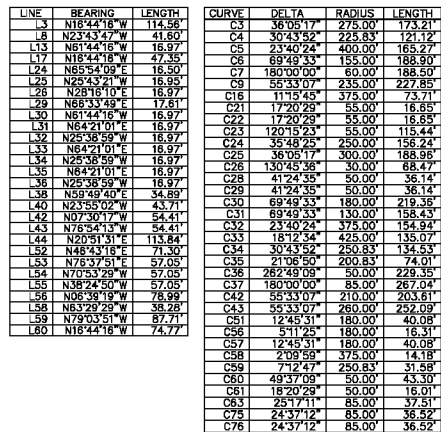 LINE BEARING LENGTH
L3 N16°44'16"W 114.56'
L8 N23°43'47"W 41.60'
L13 N61°44'16"W 16.97'
L17 N16°44'16"W 47.35'
L24 N65°54'09"E 16.50'
L25 N25°43'21"W 16.95'
L26 N28°16'10"E 16.97'
L29 N66°33'49"E 17.61'
L30 N61°44'16"W 16.97'
L31 N64°21'01"E 16.97'
L32 N25°38'59"W 16.97'
L33 N64°21'01"E 16.97'
L34 N25°38'59"W 16.97'
L35 N64°21'01"E 16.97'
L36 N25°38'59"W 16.97'
L38 N59°49'40"E 34.89'
L40 N23°55'02"W 43.71'
L42 N07°30'17"W 54.41'
L43 N76°54'13"W 54.41'
L44 N20°51'31"E 113.84'
L52 N46°43'16"E 71.30'
L53 N76°37'51"E 57.05'
L54 N70°53'29"W 57.05'
L55 N38°24'50"W 57.05'
L56 N06°39'19"W 78.99'
L58 N63°29'29"W 38.28'
L59 N79°03'51"W 87.71'
L60 N16°44'16"W 74.77'
CURVE DELTA RADIUS LENGTH
C3 36°05'17" 275.00' 173.21'
C4 30°43'52" 225.83' 121.12'
C5 23°40'24" 400.00' 165.27'
C6 69°49'33" 155.00' 188.90'
C7 180°00'00" 60.00' 188.50'
C9 55°33'07" 235.00' 227.85'
C16 11°15'45" 375.00' 73.71'
C21 17°20'29" 55.00' 16.65'
C22 17°20'29" 55.00' 16.65'
C23 120°15'23" 55.00' 115.44'
C24 35°48'25" 250.00' 156.24'
C25 36°05'17" 300.00' 188.96'
C26 130°45'36" 30.00' 68.47'
C28 41°24'35" 50.00' 36.14'
C29 41°24'35" 50.00' 36.14'
C30 69°49'33" 180.00' 219.36'
C31 69°49'33" 130.00' 158.43'
C32 23°40'24" 375.00' 154.94'
C33 18°12'34" 425.00' 135.07'
C34 30°43'52" 250.83' 134.53'
C35 21°06'50" 200.83' 74.01'
C36 262°49'09" 50.00' 229.35'
C37 180°00'00" 85.00' 267.04'
C42 55°33'07" 210.00' 203.61'
C43 55°33'07" 260.00' 252.09'
C51 12°45'31" 180.00' 40.08'
C56 5°11'25" 180.00' 16.31'
C57 12°45'31" 180.00' 40.08'
C58 2°09'59" 375.00' 14.18'
C59 7°12'47" 250.83' 31.58'
C60 49°37'09" 50.00' 43.30'
C61 18°20'29" 50.00' 16.01'
C63 25°17'11" 85.00' 37.51'
C75 24°37'12" 85.00' 36.52'
C76 24°37'12" 85.00' 36.52'